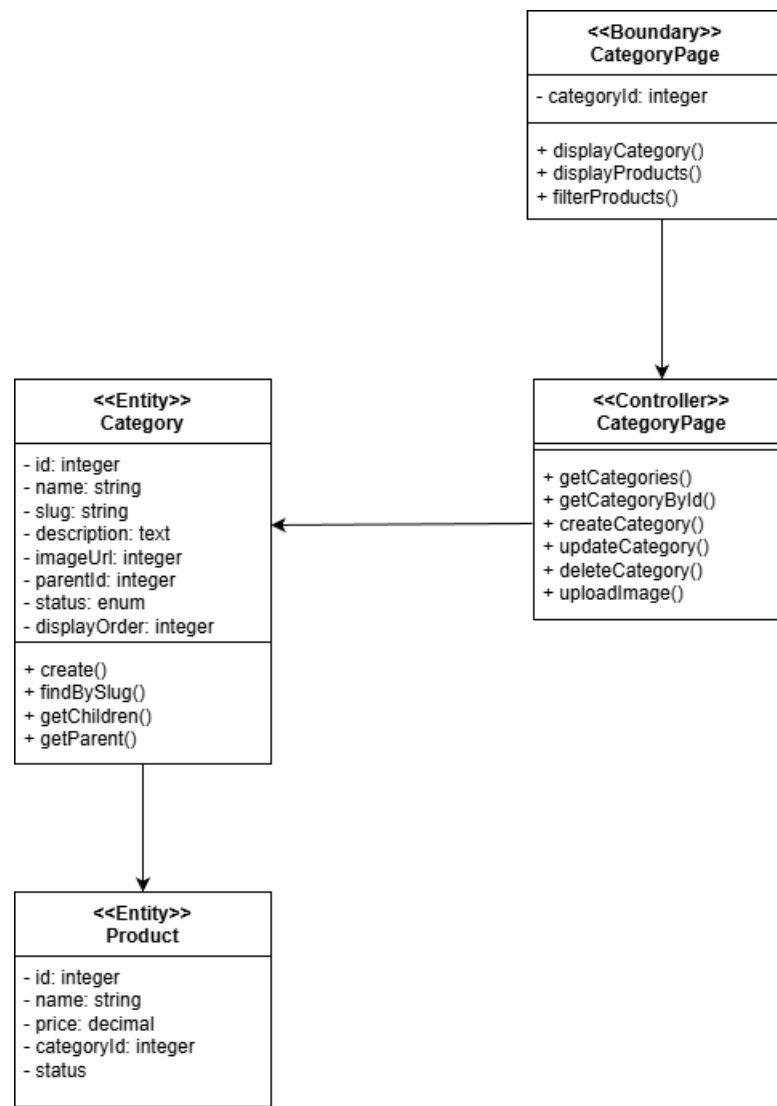 <<Boundary>>
CategoryPage
- categoryId: integer
+ displayCategory()
+ displayProducts()
+ filterProducts()
<<Entity>>
Category
- id: integer
- name: string
- slug: string
- description: text
- imageUrl: integer
- parentId: integer
- status: enum
- displayOrder: integer
+ create()
+ findBySlug()
+ getChildren()
+ getParent()
<<Controller>>
CategoryPage
+ getCategories()
+ getCategoryById()
+ createCategory()
+ updateCategory()
+ deleteCategory()
+ uploadImage()
<<Entity>>
Product
- id: integer
- name: string
- price: decimal
- categoryId: integer
- status